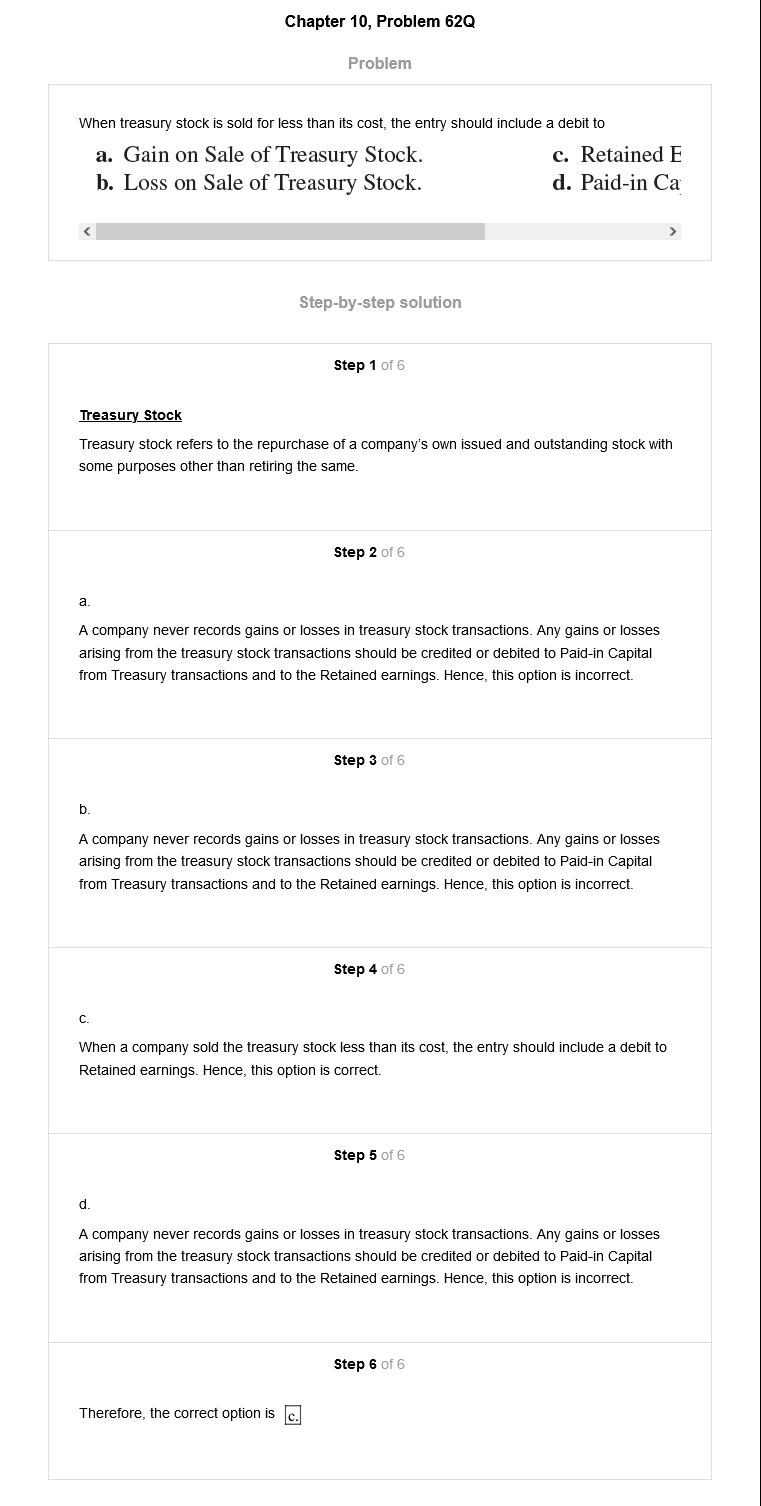 Chapter 10, Problem 62Q
Problem
When treasury stock is sold for less than its cost, the entry should include a debit to
a. Gain on Sale of Treasury Stock.
c. Retained E
b. Loss on Sale of Treasury Stock.
d. Paid-in Ca
Step-by-step solution
Step 1 of 6
Treasury Stock
Treasury stock refers to the repurchase of a company's own issued and outstanding stock with
some purposes other than retiring the same.
Step 2 of 6
a.
A company never records gains or losses in treasury stock transactions. Any gains or losses
arising from the treasury stock transactions should be credited or debited to Paid-in Capital
from Treasury transactions and to the Retained earnings. Hence, this option is incorrect.
Step 3 of 6
b.
A company never records gains or losses in treasury stock transactions. Any gains or losses
arising from the treasury stock transactions should be credited or debited to Paid-in Capital
from Treasury transactions and to the Retained earnings. Hence, this option is incorrect.
Step 4 of 6
c.
When a company sold the treasury stock less than its cost, the entry should include a debit to
Retained earnings. Hence, this option is correct.
Step 5 of 6
d.
A company never records gains or losses in treasury stock transactions. Any gains or losses
arising from the treasury stock transactions should be credited or debited to Paid-in Capital
from Treasury transactions and to the Retained earnings. Hence, this option is incorrect.
Step 6 of 6
Therefore, the correct option is c.